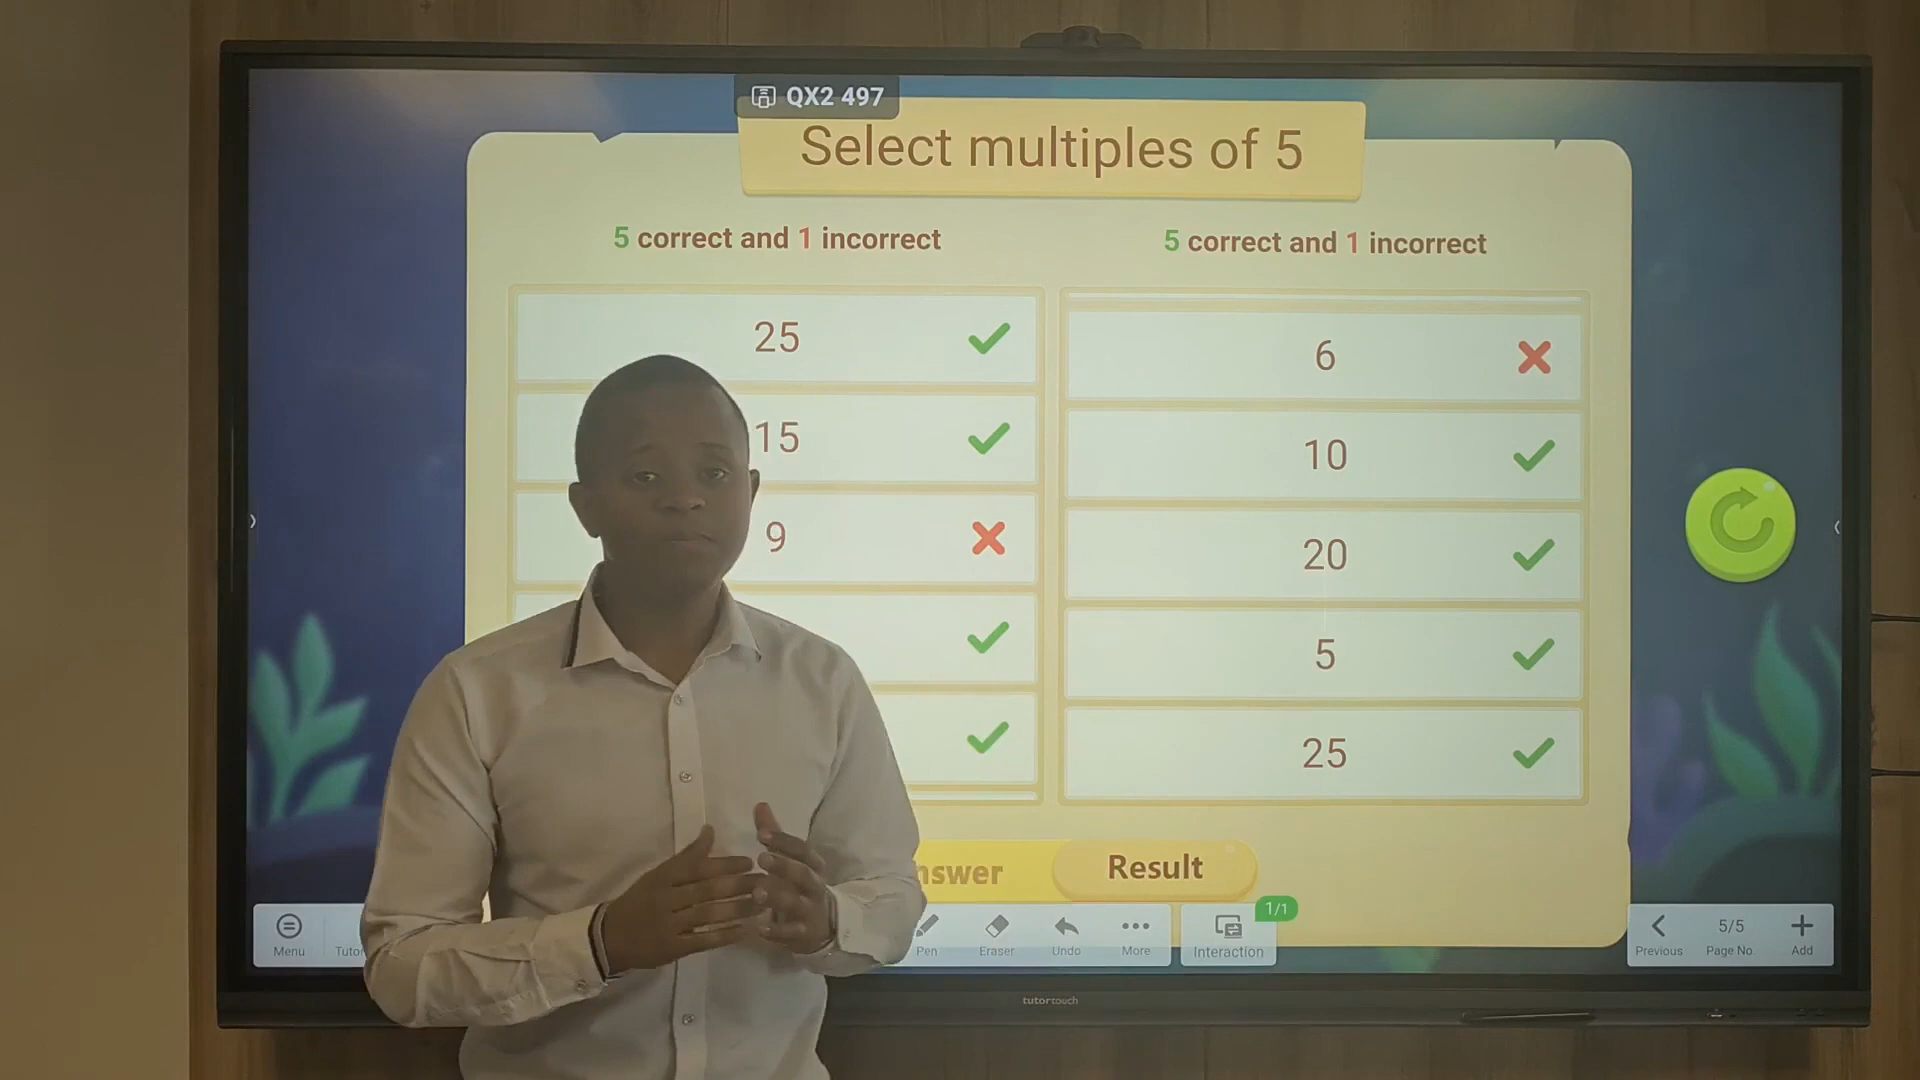 QX2 497
Select multiples of 5
5 correct and 1 incorrect
25
15
9
5 correct and 1 incorrect
6
10
20
5
25
Result
Menu
Pen
Eraser
Undo
More
1/1
Interaction
Previous
5/5
Page No.
Add
tutortouch